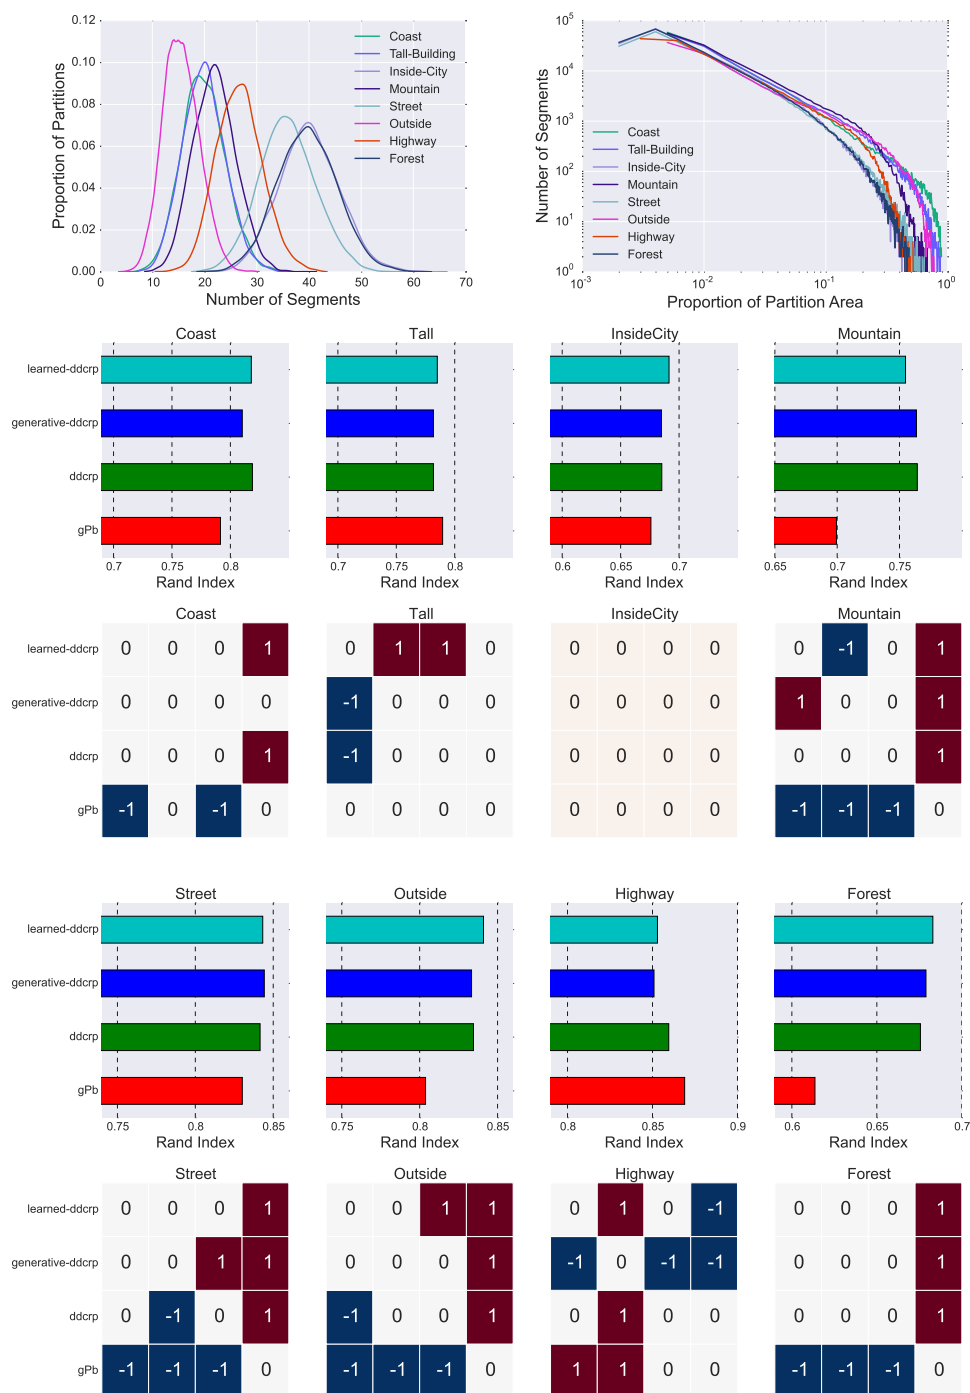 0.12
0.10
0.08
0.06
0.04
0.02
0.00
0 10 20 30 40 50 60 70
Proportion of Partitions
Number of Segments
Coast
Tall-Building
Inside-City
Mountain
Street
Outside
Highway
Forest
10^5
10^4
10^3
10^2
10^1
10^0
10^-3 10^-2 10^-1 10^0
Number of Segments
Proportion of Partition Area
Coast
Tall-Building
Inside-City
Mountain
Street
Outside
Highway
Forest
Coast Tall InsideCity Mountain
learned-ddcrp
generative-ddcrp
ddcrp
gPb
0.7 0.75 0.8 0.7 0.75 0.8 0.6 0.7 0.65 0.7 0.75
Rand Index Rand Index Rand Index Rand Index
Coast Tall InsideCity Mountain
learned-ddcrp 0 0 0 1 0 1 1 0 0 0 0 0 0 -1 0 1
generative-ddcrp 0 0 0 0 -1 0 0 0 0 0 0 0 1 0 0 1
ddcrp 0 0 0 1 -1 0 0 0 0 0 0 0 0 0 0 1
gPb -1 0 -1 0 0 0 0 0 0 0 0 0 -1 -1 -1 0
Street Outside Highway Forest
learned-ddcrp
generative-ddcrp
ddcrp
gPb
0.75 0.8 0.85 0.75 0.8 0.85 0.8 0.85 0.9 0.6 0.65 0.7
Rand Index Rand Index Rand Index Rand Index
Street Outside Highway Forest
learned-ddcrp 0 0 0 1 0 0 1 1 0 1 0 -1 0 0 0 1
generative-ddcrp 0 0 1 1 0 0 0 1 -1 0 -1 -1 0 0 0 1
ddcrp 0 -1 0 1 -1 0 0 1 0 1 0 0 0 0 0 1
gPb -1 -1 -1 0 -1 -1 -1 0 1 1 0 0 -1 -1 -1 0